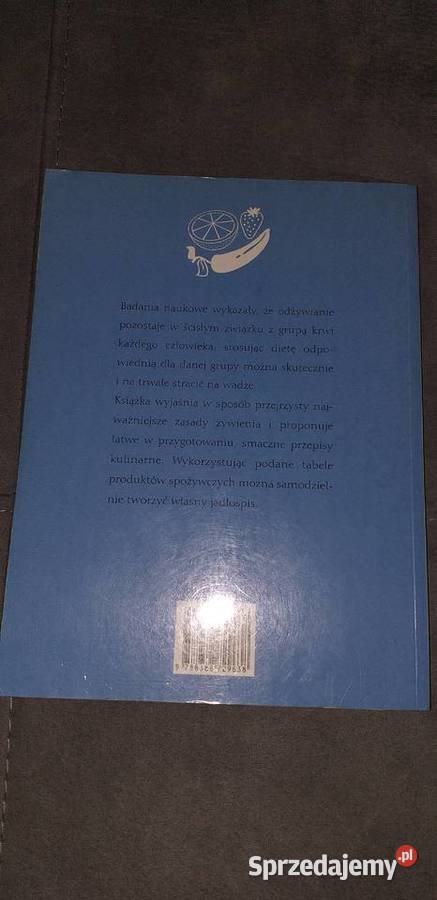 Badania naukowe wykazały, że odżywianie
pozostaje w ścisłym związku z grupą krwi
każdego człowieka, stosując dietę odpo-
wiednią dla danej grupy można skutecznie
i na trwałe stracić na wadze.
Książka wyjaśnia w sposób przejrzysty naj-
ważniejsze zasady żywienia i proponuje
łatwe w przygotowaniu, smaczne przepisy
kulinarne. Wykorzystując podane tabele
produktów spożywczych można samodziel-
nie tworzyć własny jadłospis.
Sprzedajemy.pl